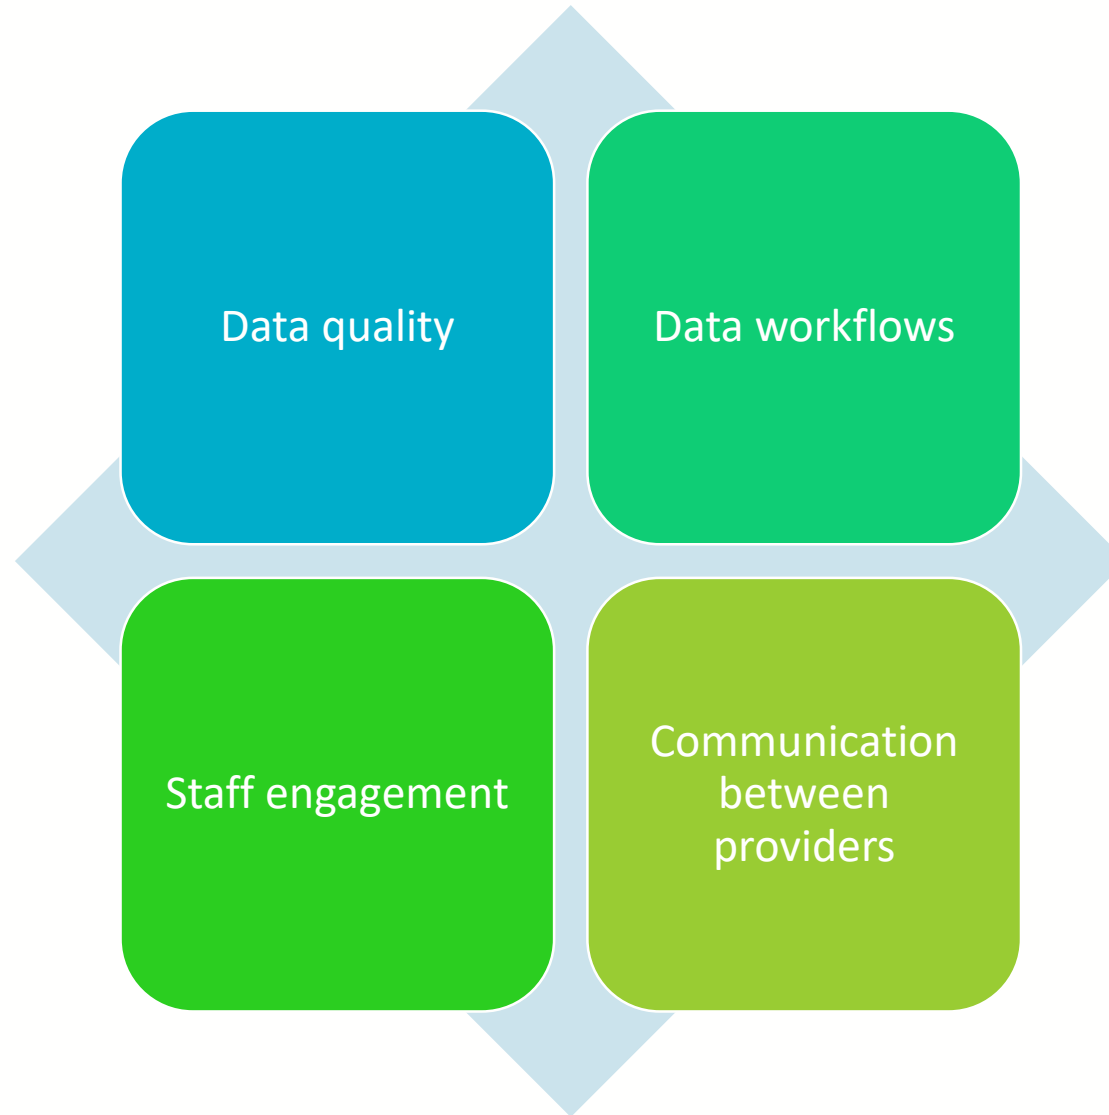 Data quality
Data workflows
Staff engagement
Communication
between
providers